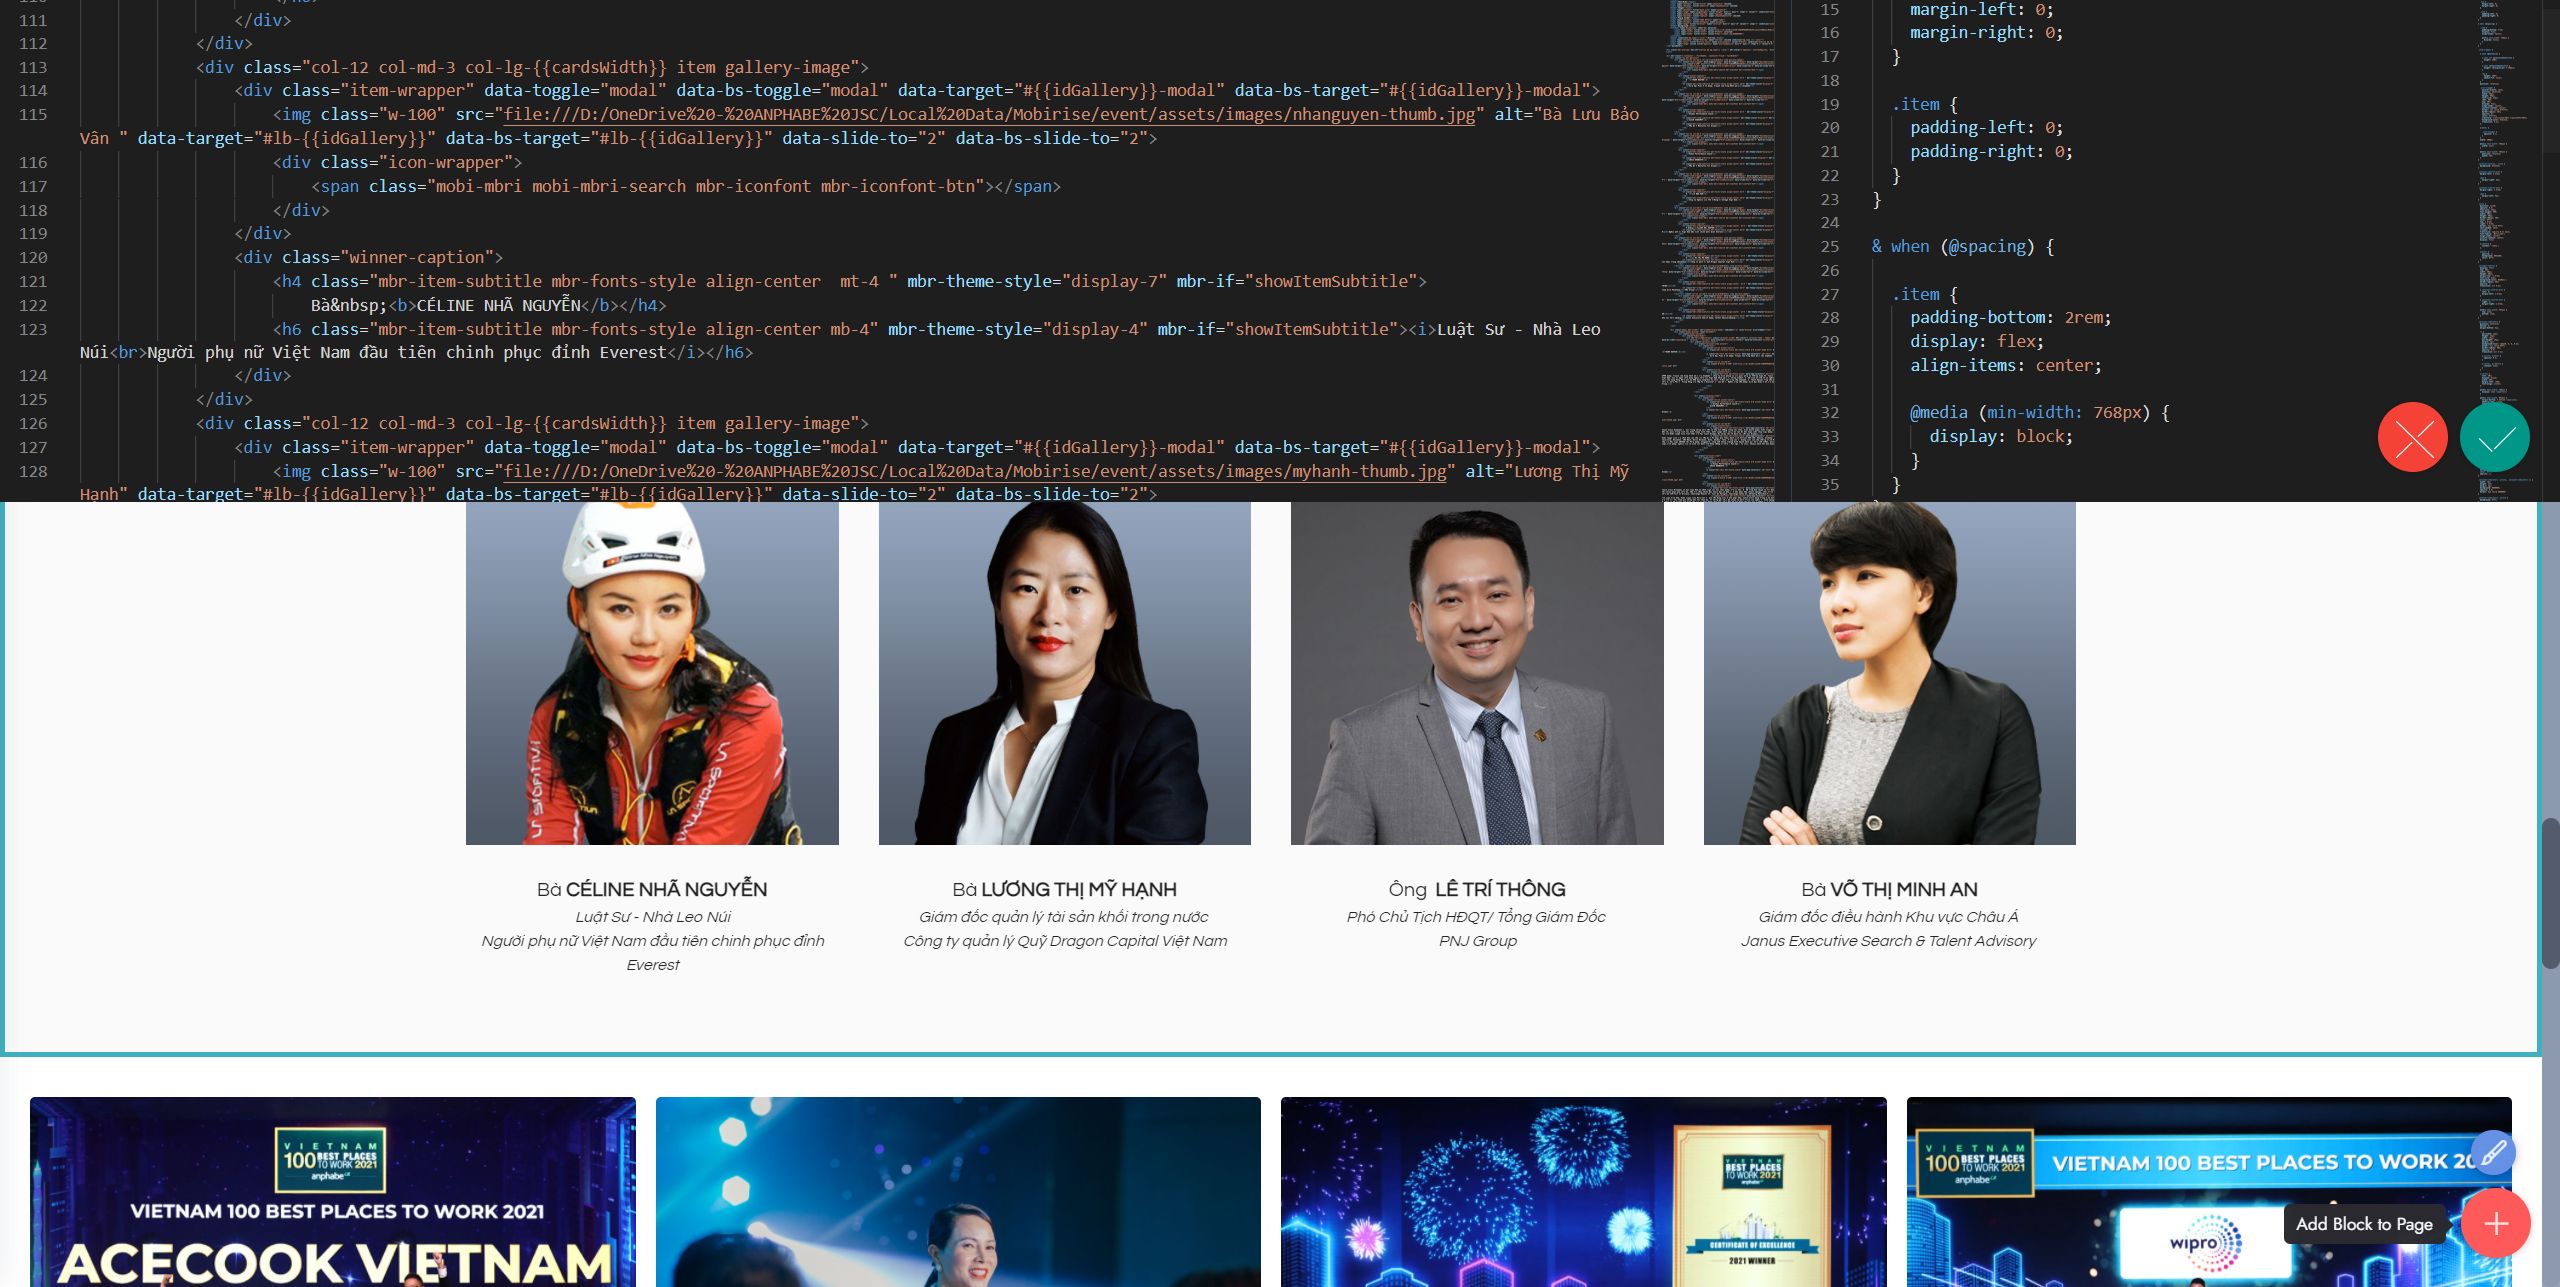 111 </div>
112 </div>
113 <div class="col-12 col-md-3 col-lg-{{cardsWidth}} item gallery-image">
114 <div class="item-wrapper" data-toggle="modal" data-bs-toggle="modal" data-target="#{{idGallery}}-modal" data-bs-target="#{{idGallery}}-modal">
115 <img class="w-100" src="file:///D:/OneDrive%20-%20ANPHABE%20JSC/Local%20Data/Mobirise/event/assets/images/nhanguyen-thumb.jpg" alt="Bà Lưu Bảo
Vân " data-target="#lb-{{idGallery}}" data-bs-target="#lb-{{idGallery}}" data-slide-to="2" data-bs-slide-to="2">
116 <div class="icon-wrapper">
117 <span class="mobi-mbri mobi-mbri-search mbr-iconfont mbr-iconfont-btn"></span>
118 </div>
119 </div>
120 <div class="winner-caption">
121 <h4 class="mbr-item-subtitle mbr-fonts-style align-center  mt-4 " mbr-theme-style="display-7" mbr-if="showItemSubtitle">
122 Bà&nbsp;<b>CÉLINE NHÃ NGUYỄN</b></h4>
123 <h6 class="mbr-item-subtitle mbr-fonts-style align-center mb-4" mbr-theme-style="display-4" mbr-if="showItemSubtitle"><i>Luật Sư - Nhà Leo
Núi<br>Người phụ nữ Việt Nam đầu tiên chinh phục đỉnh Everest</i></h6>
124 </div>
125 </div>
126 <div class="col-12 col-md-3 col-lg-{{cardsWidth}} item gallery-image">
127 <div class="item-wrapper" data-toggle="modal" data-bs-toggle="modal" data-target="#{{idGallery}}-modal" data-bs-target="#{{idGallery}}-modal">
128 <img class="w-100" src="file:///D:/OneDrive%20-%20ANPHABE%20JSC/Local%20Data/Mobirise/event/assets/images/myhanh-thumb.jpg" alt="Lương Thị Mỹ
Hạnh" data-target="#lb-{{idGallery}}" data-bs-target="#lb-{{idGallery}}" data-slide-to="2" data-bs-slide-to="2">
15 margin-left: 0;
16 margin-right: 0;
17 }
18
19 .item {
20 padding-left: 0;
21 padding-right: 0;
22 }
23 }
24
25 & when (@spacing) {
26
27 .item {
28 padding-bottom: 2rem;
29 display: flex;
30 align-items: center;
31
32 @media (min-width: 768px) {
33 display: block;
34 }
35 }
Bà CÉLINE NHÃ NGUYỄN
Luật Sư - Nhà Leo Núi
Người phụ nữ Việt Nam đầu tiên chinh phục đỉnh
Everest
Bà LƯƠNG THỊ MỸ HẠNH
Giám đốc quản lý tài sản khối trong nước
Công ty quản lý Quỹ Dragon Capital Việt Nam
Ông LÊ TRÍ THÔNG
Phó Chủ Tịch HĐQT/ Tổng Giám Đốc
PNJ Group
Bà VÕ THỊ MINH AN
Giám đốc điều hành Khu vực Châu Á
Janus Executive Search & Talent Advisory
VIETNAM
100 BEST PLACES
TO WORK 2021
anphabe
VIETNAM 100 BEST PLACES TO WORK 2021
ACECOOK VIETNAM
VIETNAM
BEST PLACES
TO WORK 2021
anphabe
CERTIFICATE OF EXCELLENCE
2021 WINNER
VIETNAM
100 BEST PLACES
TO WORK 2021
anphabe
VIETNAM 100 BEST PLACES TO WORK 20
wipro
Add Block to Page